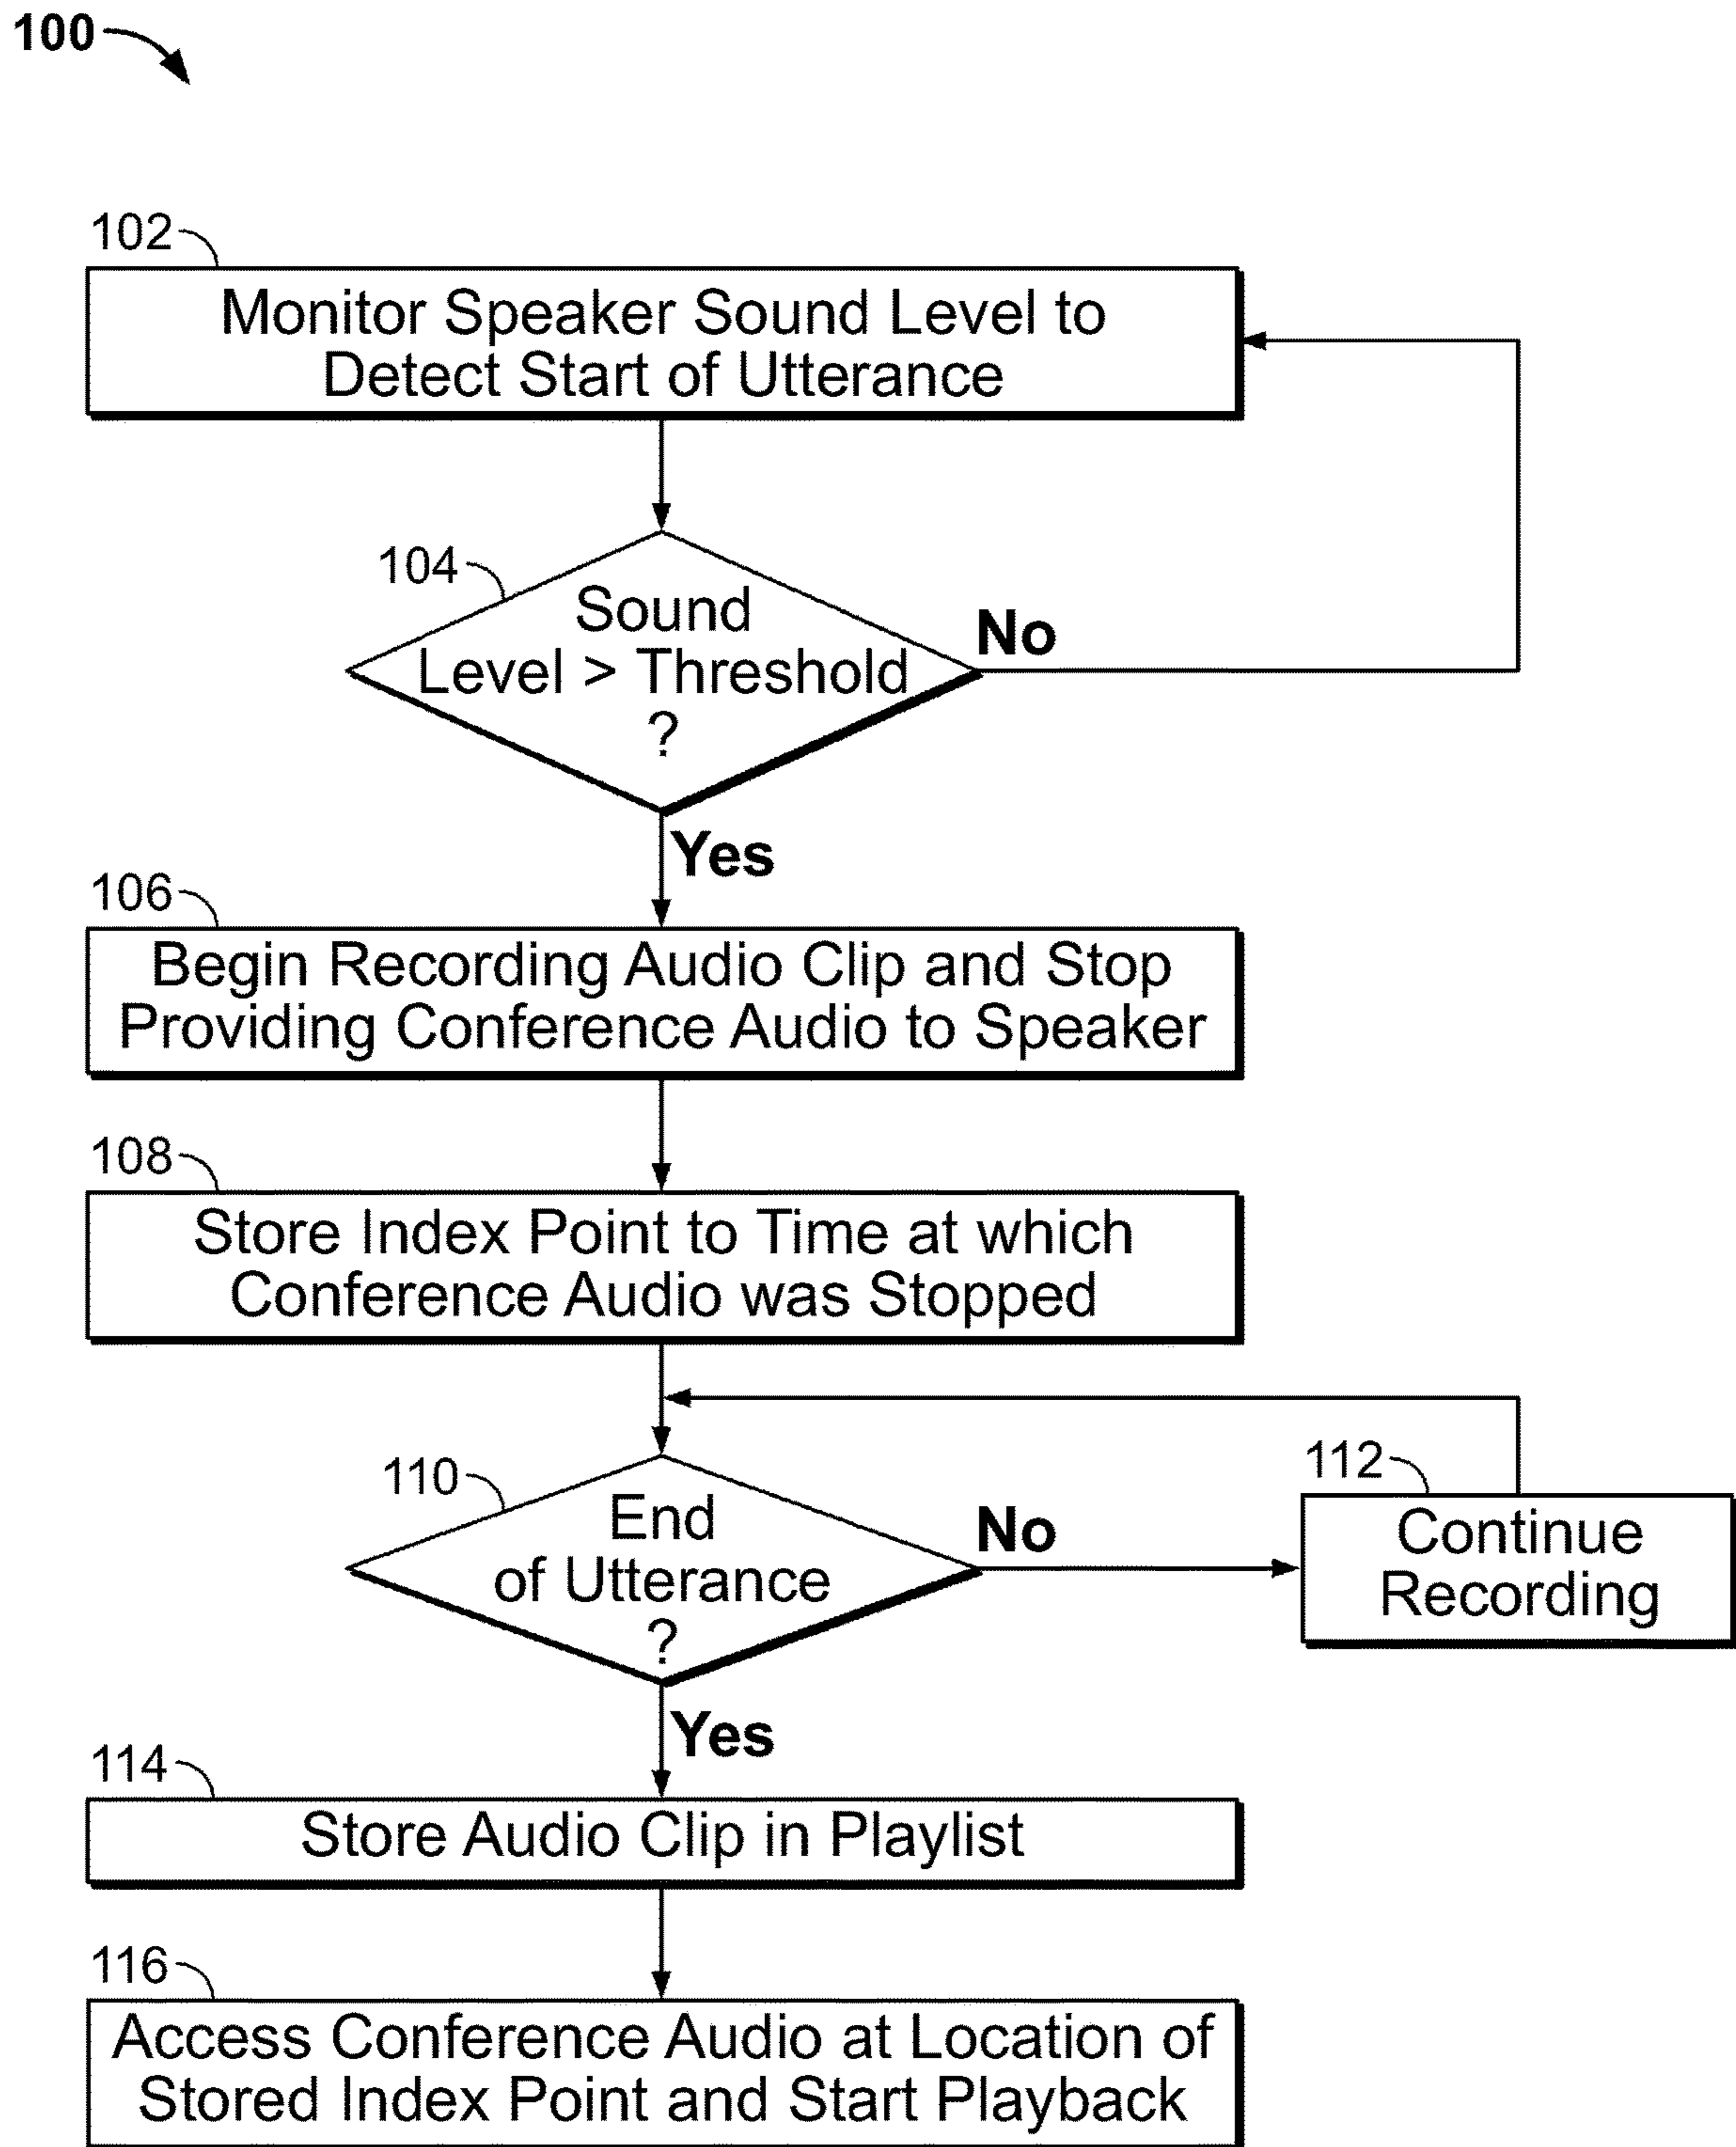 100
102
Monitor Speaker Sound Level to
Detect Start of Utterance
104
Sound
Level > Threshold
?
No
Yes
106
Begin Recording Audio Clip and Stop
Providing Conference Audio to Speaker
108
Store Index Point to Time at which
Conference Audio was Stopped
110
End
of Utterance
?
No
112
Continue
Recording
Yes
114
Store Audio Clip in Playlist
116
Access Conference Audio at Location of
Stored Index Point and Start Playback